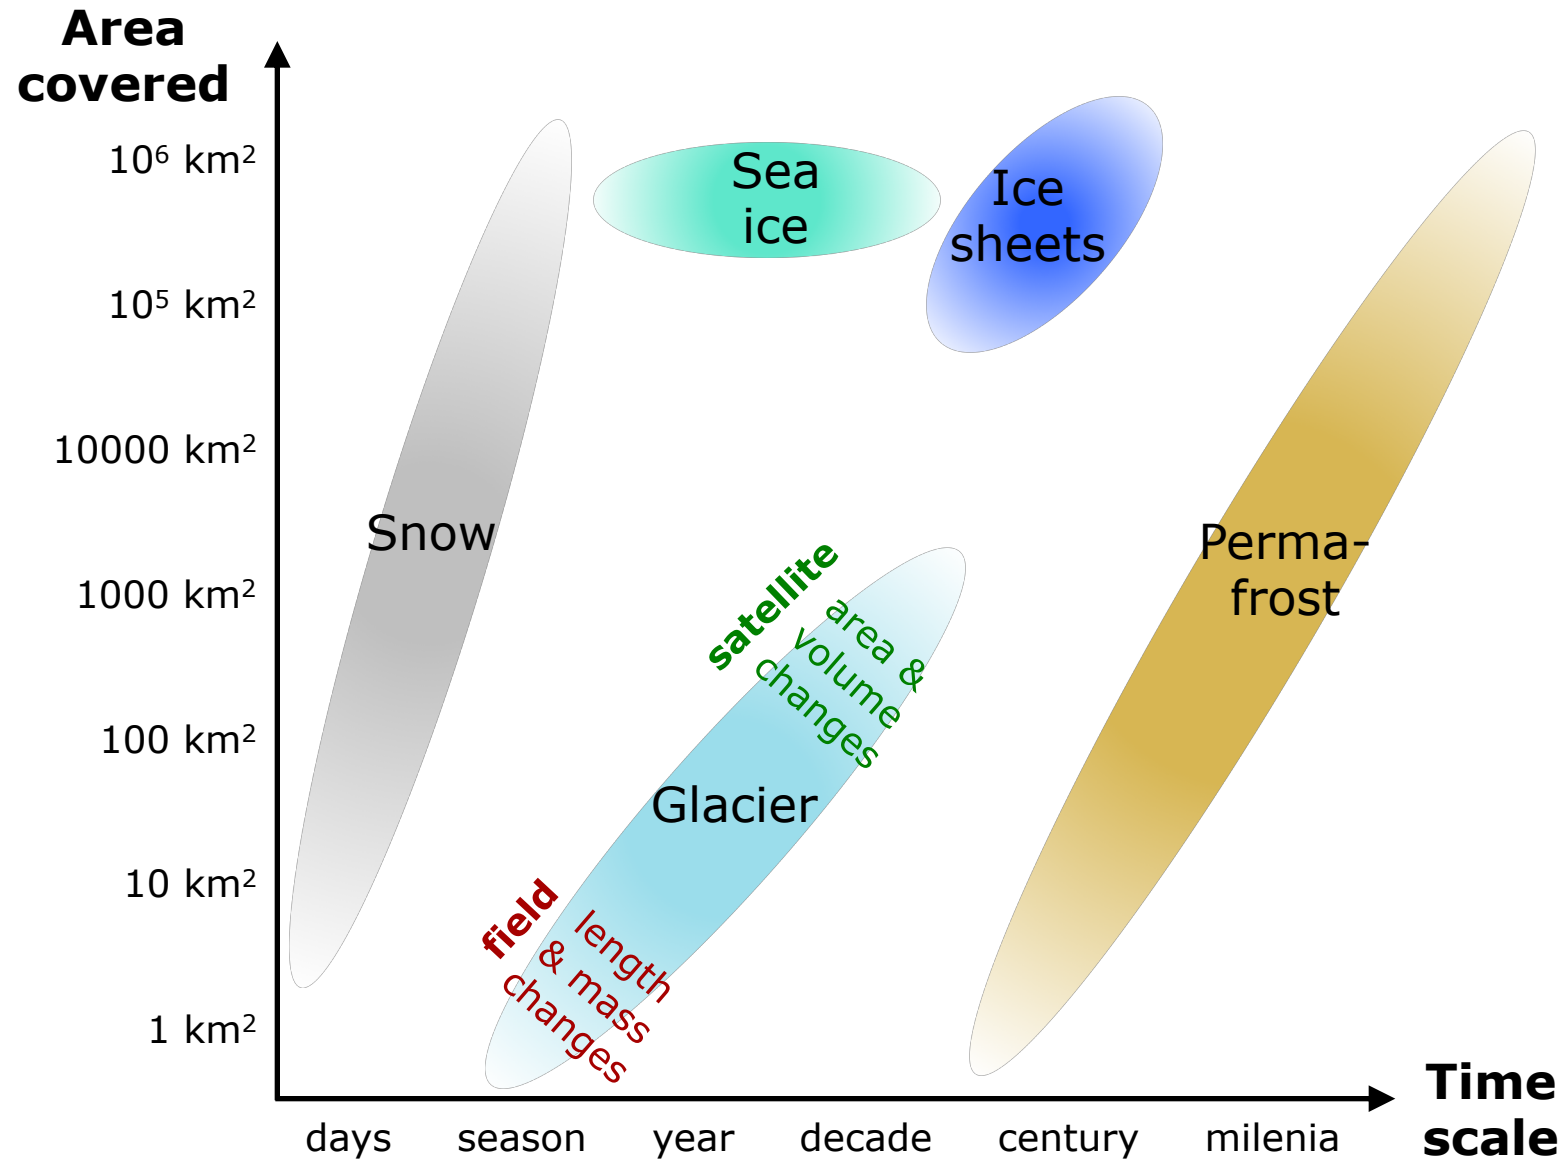 Area
covered
10⁶ km²
10⁵ km²
10000 km²
1000 km²
100 km²
10 km²
1 km²
Snow
Sea
ice
Ice
sheets
Perma-
frost
satellite
area &
volume
changes
Glacier
field
length
& mass
changes
days
season
year
decade
century
milenia
Time
scale